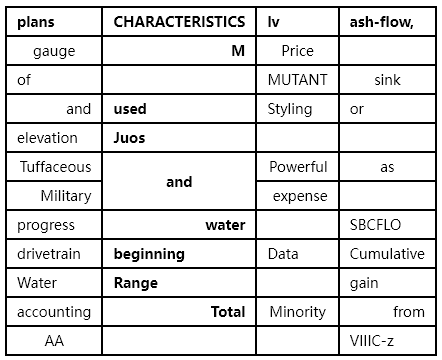 plans CHARACTERISTICS lv ash-flow,
gauge M Price
of MUTANT sink
and used Styling or
elevation Juos
Tuffaceous and Powerful as
Military expense
progress water SBCFLO
drivetrain beginning Data Cumulative
Water Range gain
accounting Total Minority from
AA VIIIC-z